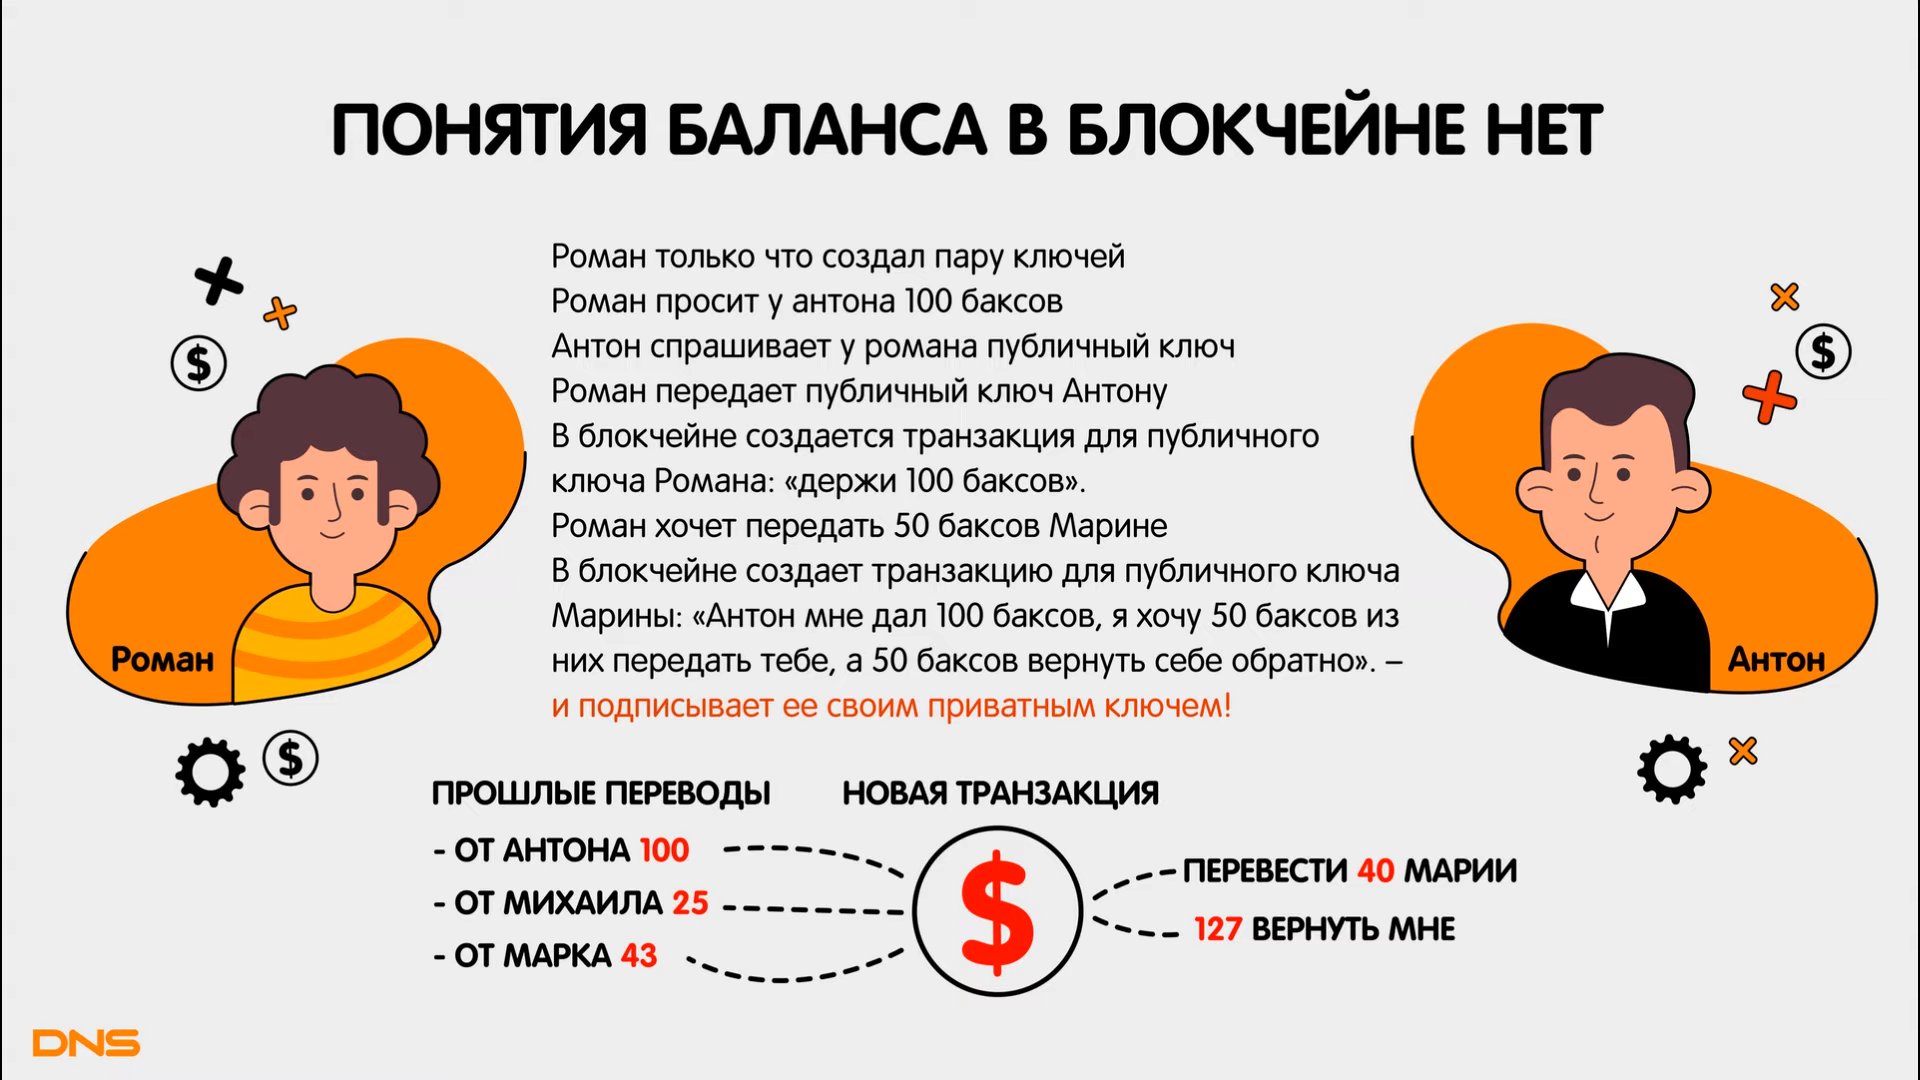 ПОНЯТИЯ БАЛАНСА В БЛОКЧЕЙНЕ НЕТ
Роман только что создал пару ключей
Роман просит у антона 100 баксов
Антон спрашивает у романа публичный ключ
Роман передает публичный ключ Антону
В блокчейне создается транзакция для публичного
ключа Романа: «держи 100 баксов».
Роман хочет передать 50 баксов Марине
В блокчейне создает транзакцию для публичного ключа
Марины: «Антон мне дал 100 баксов, я хочу 50 баксов из
них передать тебе, а 50 баксов вернуть себе обратно». –
и подписывает ее своим приватным ключем!
Роман
Антон
ПРОШЛЫЕ ПЕРЕВОДЫ
- ОТ АНТОНА 100
- ОТ МИХАИЛА 25
- ОТ МАРКА 43
НОВАЯ ТРАНЗАКЦИЯ
$
ПЕРЕВЕСТИ 40 МАРИИ
127 ВЕРНУТЬ МНЕ
DNS